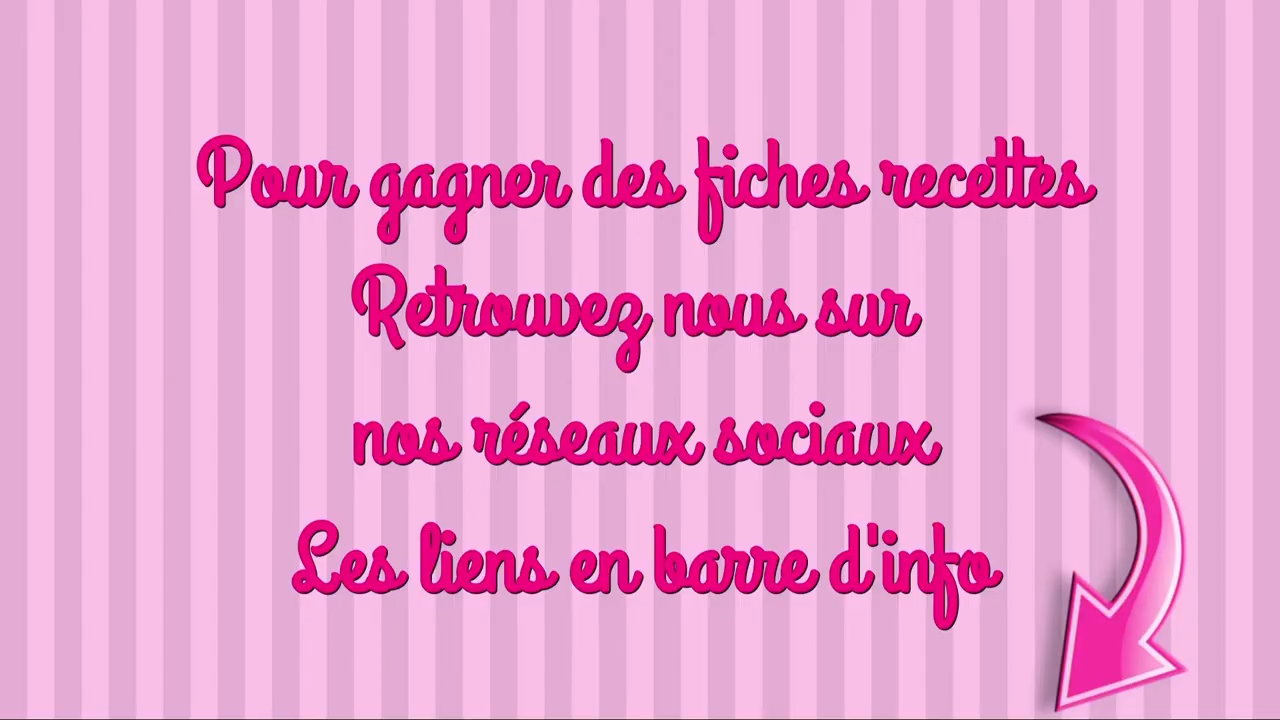 Pour gagner des fiches recettes
Retrouvez nous sur
nos réseaux sociaux
Les liens en barre d'info